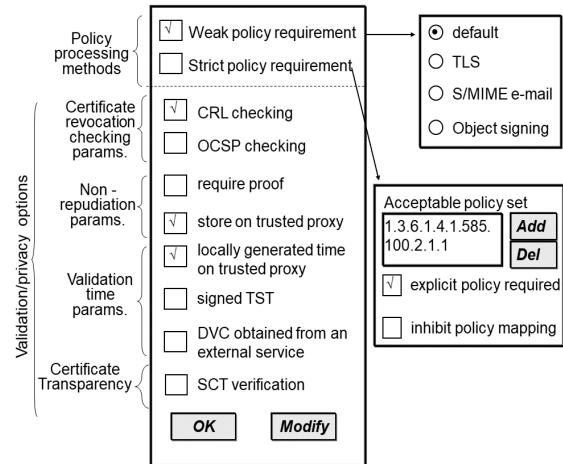 Policy
processing
methods
√ Weak policy requirement
Strict policy requirement
default
TLS
S/MIME e-mail
Object signing
Validation/privacy options
Certificate
revocation
checking
params.
√ CRL checking
OCSP checking
Non -
repudiation
params.
require proof
√ store on trusted proxy
Validation
time
params.
√ locally generated time
on trusted proxy
signed TST
DVC obtained from an
external service
Certificate
Transparency
SCT verification
OK
Modify
Acceptable policy set
1.3.6.1.4.1.585.
100.2.1.1
Add
Del
√ explicit policy required
inhibit policy mapping